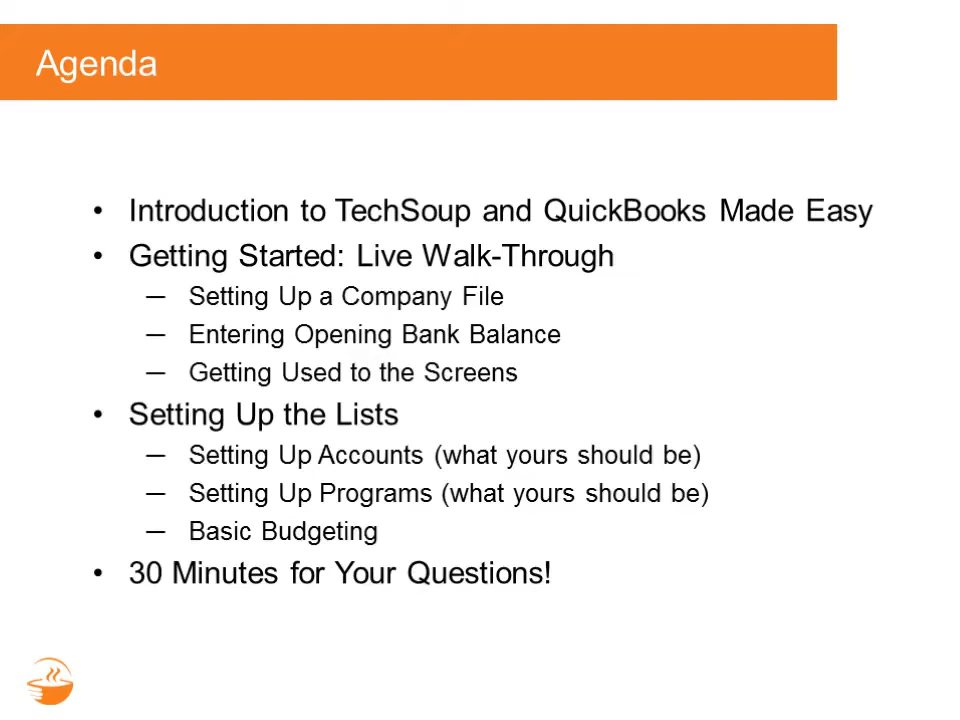 Agenda
• Introduction to TechSoup and QuickBooks Made Easy
• Getting Started: Live Walk-Through
— Setting Up a Company File
— Entering Opening Bank Balance
— Getting Used to the Screens
• Setting Up the Lists
— Setting Up Accounts (what yours should be)
— Setting Up Programs (what yours should be)
— Basic Budgeting
• 30 Minutes for Your Questions!